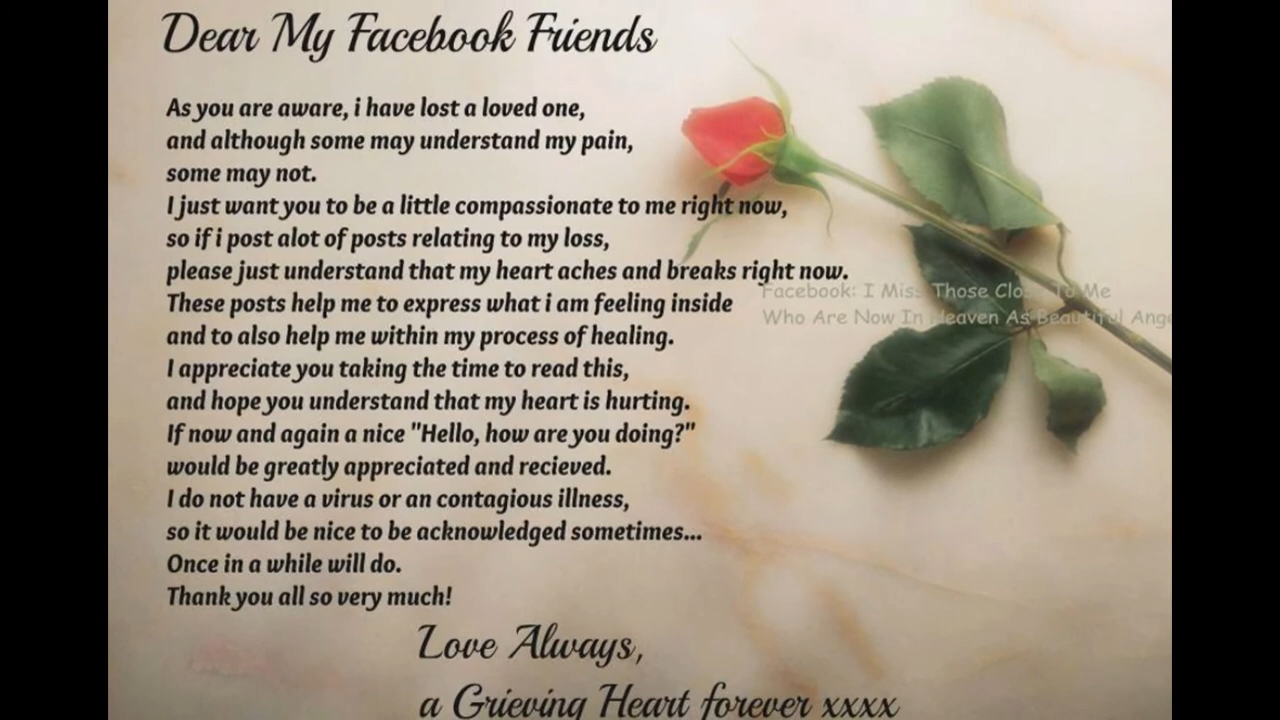 Dear My Facebook Friends
As you are aware, i have lost a loved one,
and although some may understand my pain,
some may not.
I just want you to be a little compassionate to me right now,
so if i post alot of posts relating to my loss,
please just understand that my heart aches and breaks right now.
Facebook: I Miss Those Close To Me
These posts help me to express what i am feeling inside
Who Are Now In Heaven As Beautiful Ange
and to also help me within my process of healing.
I appreciate you taking the time to read this,
and hope you understand that my heart is hurting.
If now and again a nice "Hello, how are you doing?"
would be greatly appreciated and recieved.
I do not have a virus or an contagious illness,
so it would be nice to be acknowledged sometimes...
Once in a while will do.
Thank you all so very much!
Love Always,
a Grieving Heart forever xxxx